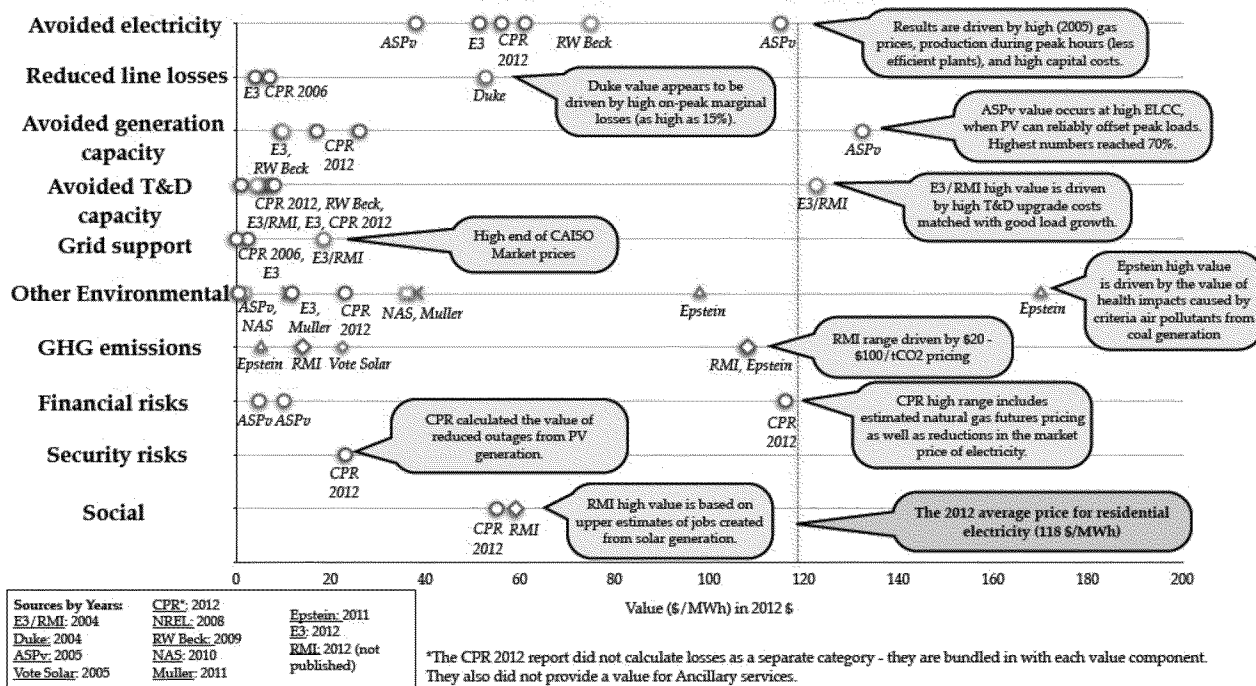 Avoided electricity
ASPv
E3
CPR
2012
RW Beck
ASPv
Results are driven by high (2005) gas
prices, production during peak hours (less
efficient plants), and high capital costs.
Reduced line losses
E3 CPR 2006
Duke
Duke value appears to be
driven by high on-peak marginal
losses (as high as 15%).
Avoided generation
capacity
E3,
RW Beck
CPR
2012
ASPv
ASPv value occurs at high ELCC,
when PV can reliably offset peak loads.
Highest numbers reached 70%.
Avoided T&D
capacity
CPR 2012, RW Beck,
E3/RMI, E3, CPR 2012
E3/RMI
E3/RMI high value is driven
by high T&D upgrade costs
matched with good load growth.
Grid support
CPR 2006,
E3
E3/RMI
High end of CAISO
Market prices
Other Environmental
ASPv,
NAS
E3,
Muller
CPR
2012
NAS, Muller
Epstein
Epstein
Epstein high value
is driven by the value of
health impacts caused by
criteria air pollutants from
coal generation
GHG emissions
Epstein
RMI
Vote Solar
RMI, Epstein
RMI range driven by $20 -
$100/tCO2 pricing
Financial risks
ASPv
ASPv
CPR
2012
CPR high range includes
estimated natural gas futures pricing
as well as reductions in the market
price of electricity.
Security risks
CPR
2012
CPR calculated the value of
reduced outages from PV
generation.
Social
CPR
2012
RMI
RMI high value is based on
upper estimates of jobs created
from solar generation.
The 2012 average price for residential
electricity (118 $/MWh)
0 20 40 60 80 100 120 140 160 180 200
Value ($/MWh) in 2012 $
Sources by Years:
E3/RMI: 2004
Duke: 2004
ASPv: 2005
Vote Solar: 2005
CPR*: 2012
NREL: 2008
RW Beck: 2009
NAS: 2010
Muller: 2011
Epstein: 2011
E3: 2012
RMI: 2012 (not
published)
*The CPR 2012 report did not calculate losses as a separate category - they are bundled in with each value component.
They also did not provide a value for Ancillary services.